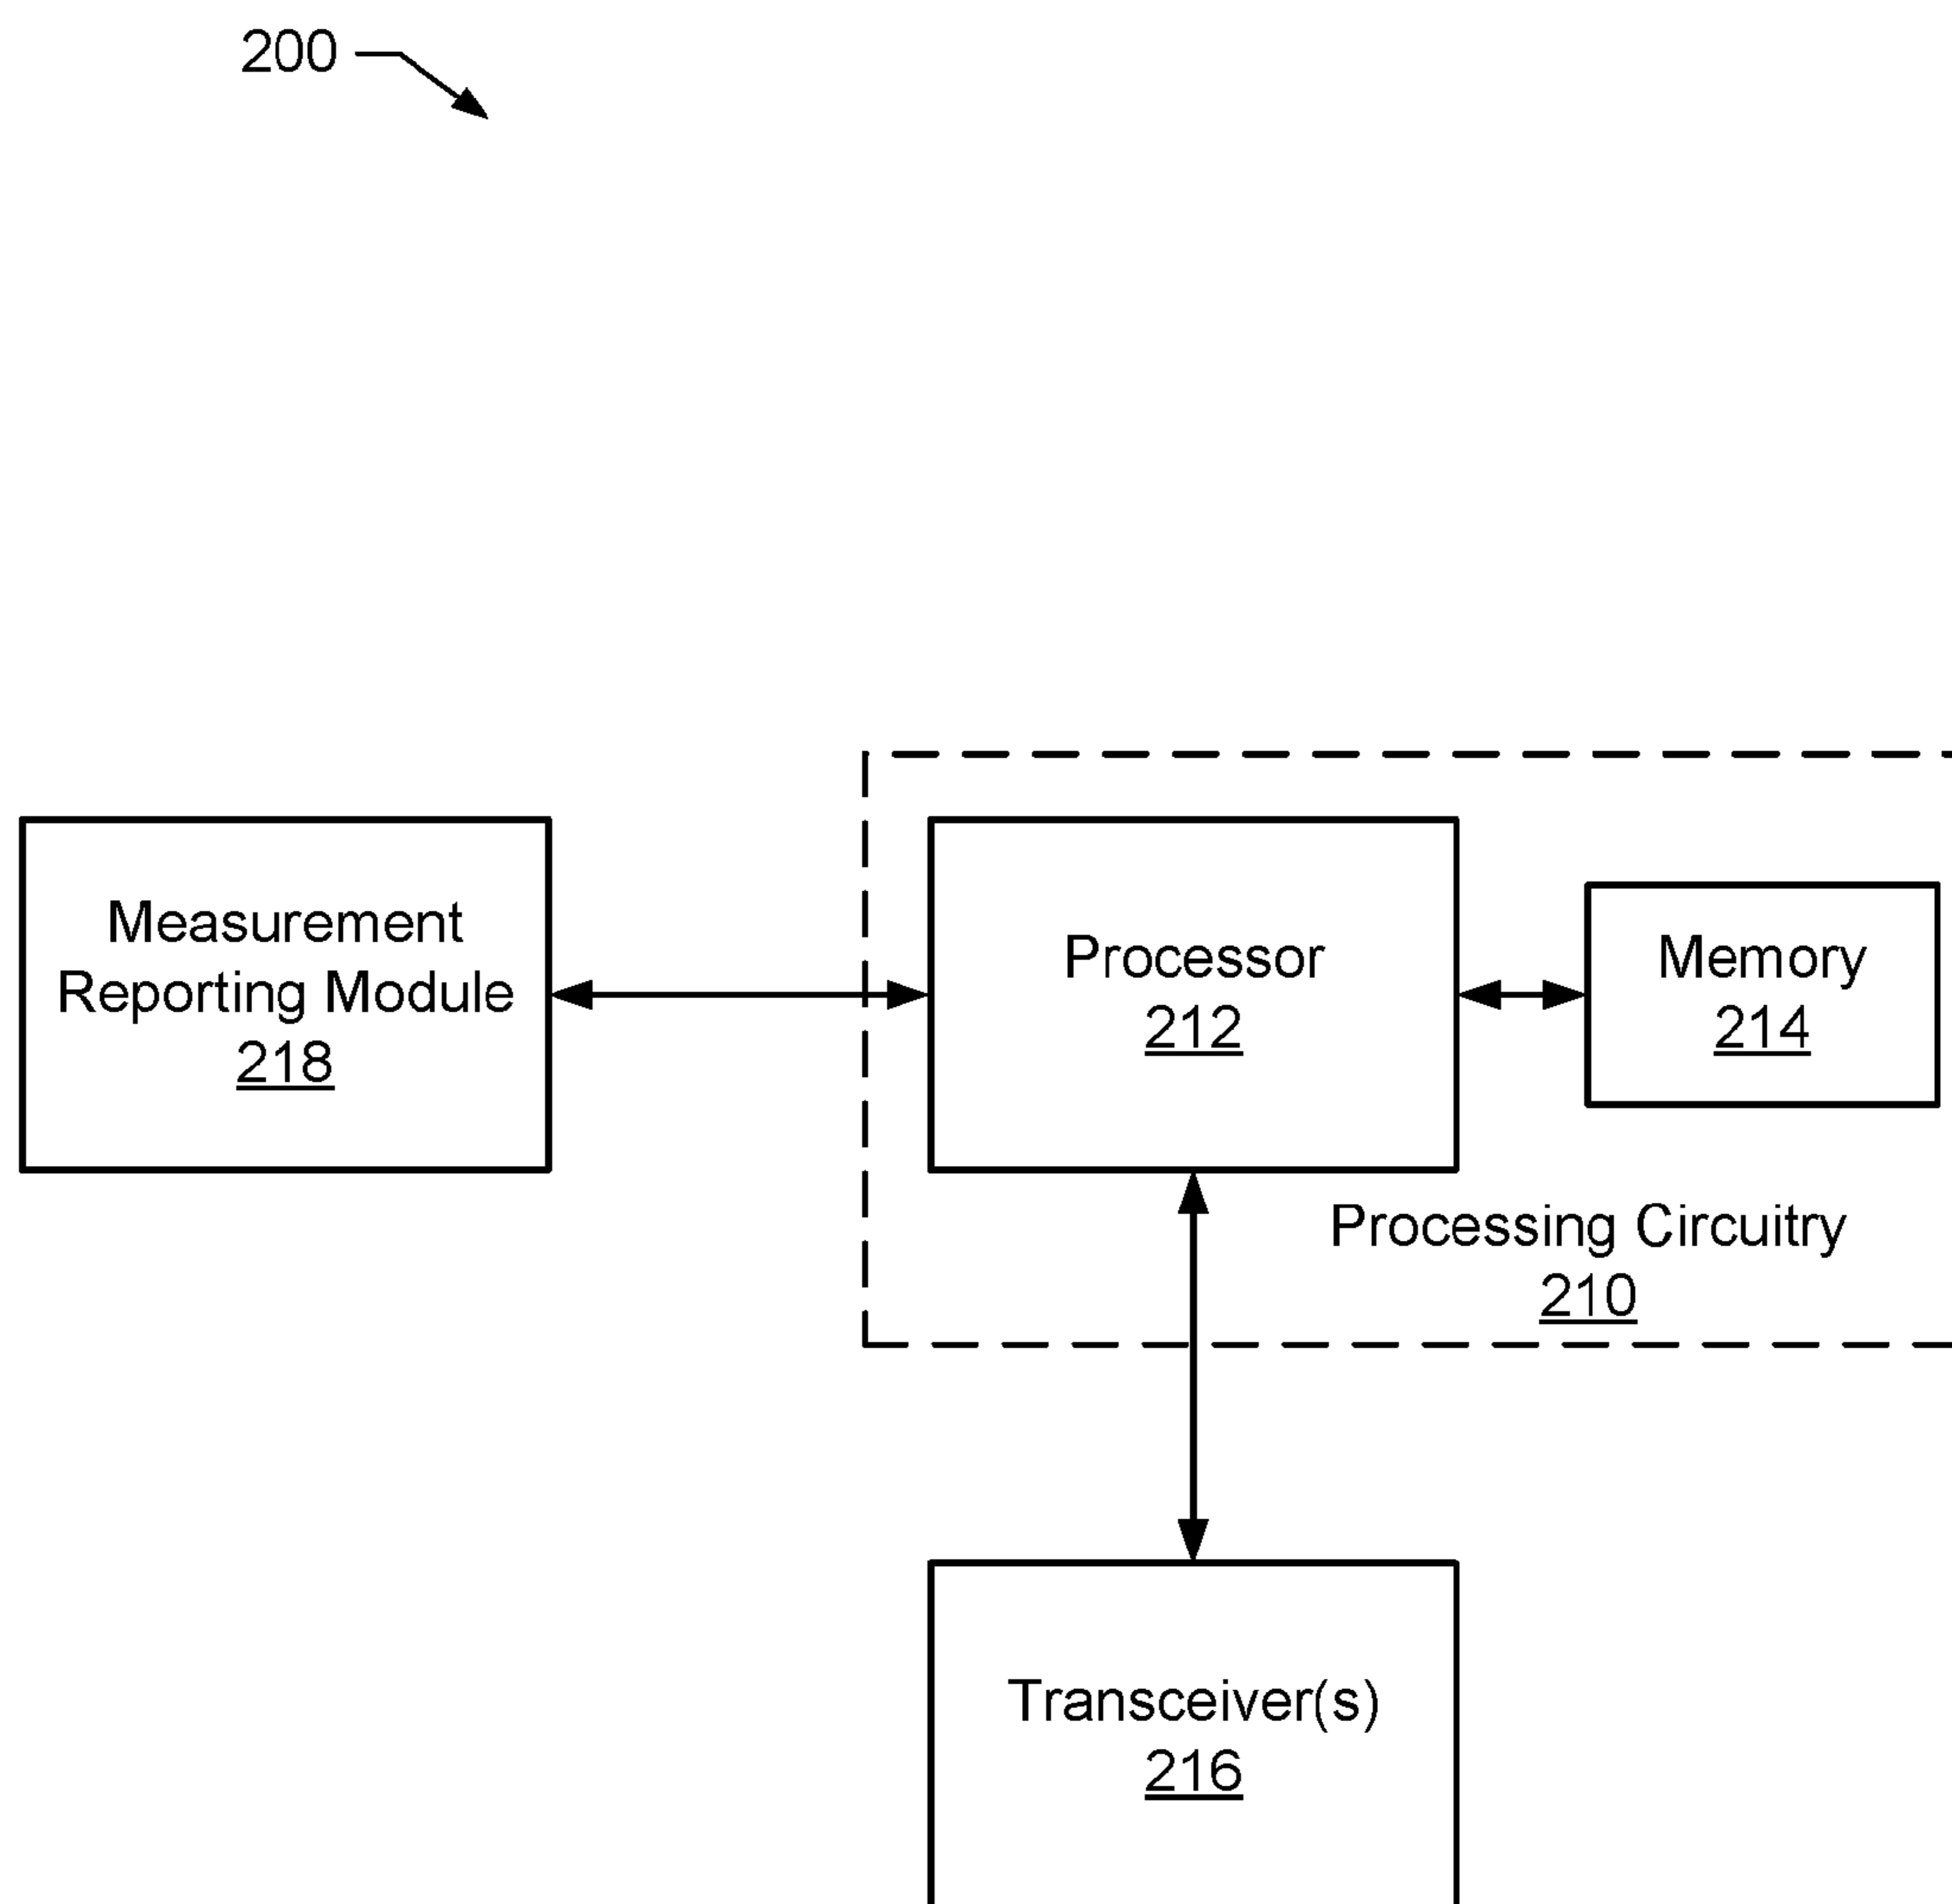 200
Measurement
Reporting Module
218
Processor
212
Memory
214
Processing Circuitry
210
Transceiver(s)
216